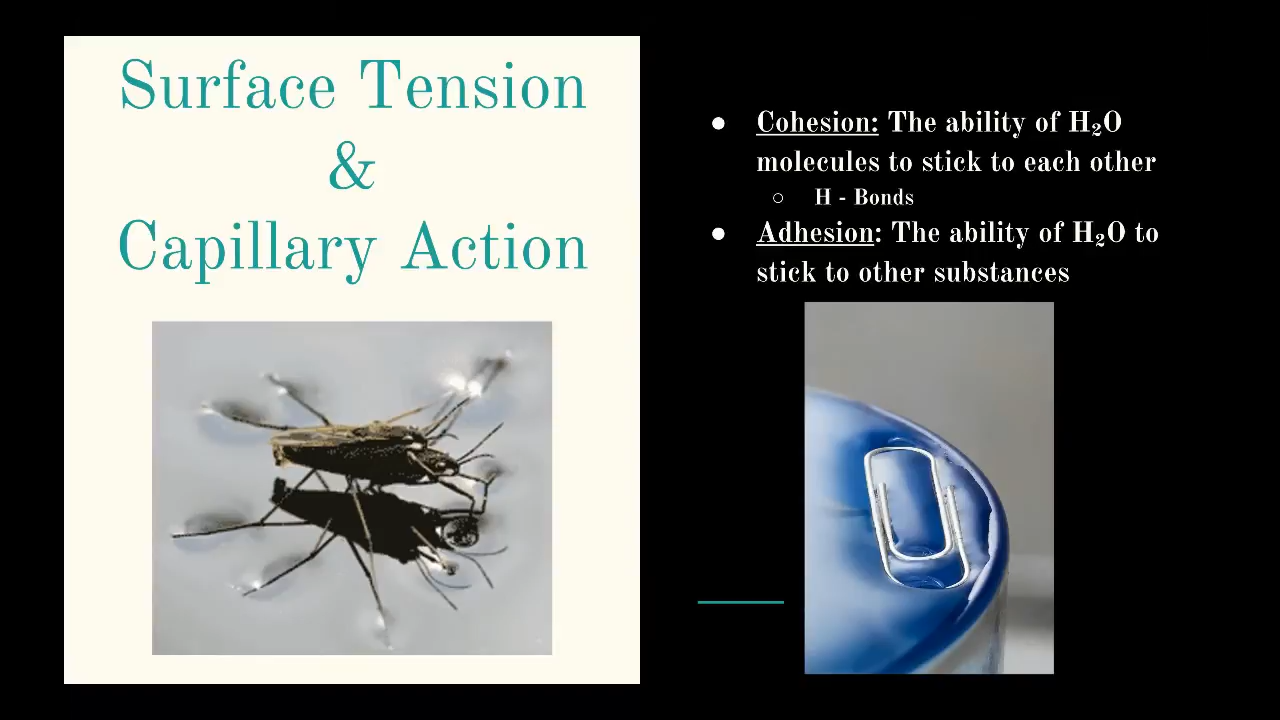 Surface Tension
&
Capillary Action
● Cohesion: The ability of H₂O
molecules to stick to each other
○ H - Bonds
● Adhesion: The ability of H₂O to
stick to other substances